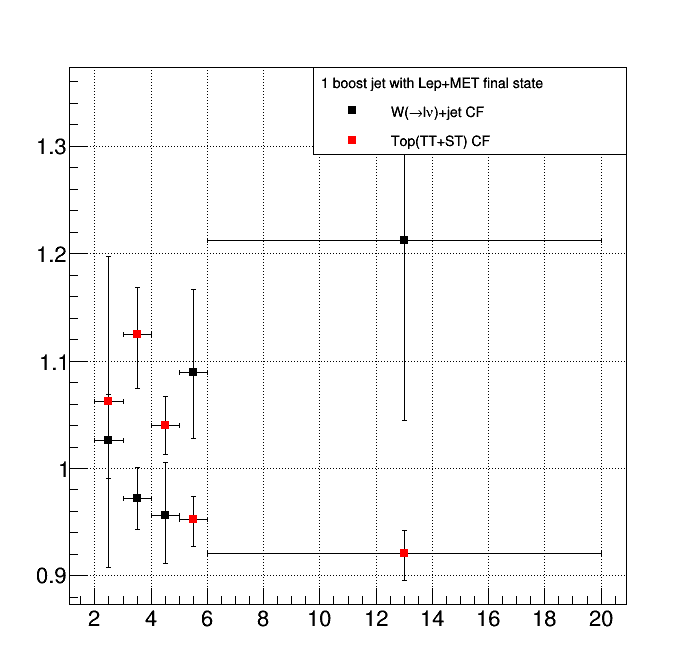 1 boost jet with Lep+MET final state
W(→lν)+jet CF
Top(TT+ST) CF
1.3
1.2
1.1
1
0.9
2 4 6 8 10 12 14 16 18 20